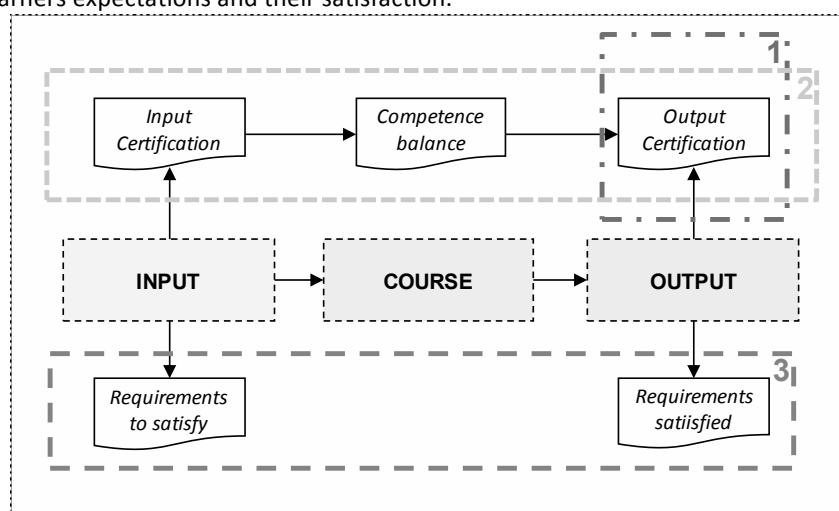 arners expectations and their satisfaction.
1
2
Input
Certification
Competence
balance
Output
Certification
INPUT
COURSE
OUTPUT
3
Requirements
to satisfy
Requirements
satiisfied